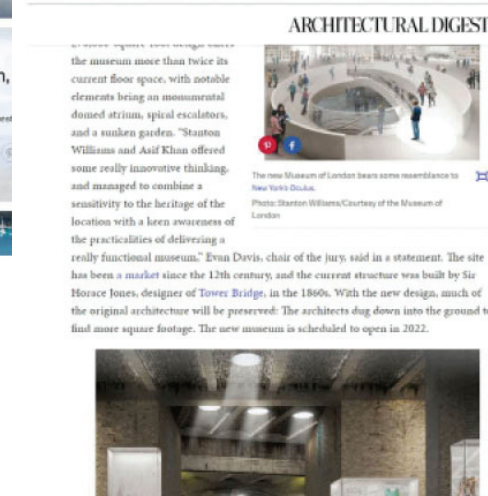 ARCHITECTURAL DIGEST
the museum more than twice its
current floor space, with notable
elements being an monumental
domed atrium, spiral escalators,
and a sunken garden. "Stanton
Williams and Asif Khan offered
some really innovative thinking,
and managed to combine a
sensitivity to the heritage of the
location with a keen awareness of
the practicalities of delivering a
really functional museum," Evan Davis, chair of the jury, said in a statement. The site
has been a market since the 12th century, and the current structure was built by Sir
Horace Jones, designer of Tower Bridge, in the 1860s. With the new design, much of
the original architecture will be preserved: The architects dug down into the ground to
find more square footage. The new museum is scheduled to open in 2022.
The new Museum of London bears some resemblance to
New York's Oculus.
Photo: Stanton Williams/Courtesy of the Museum of
London